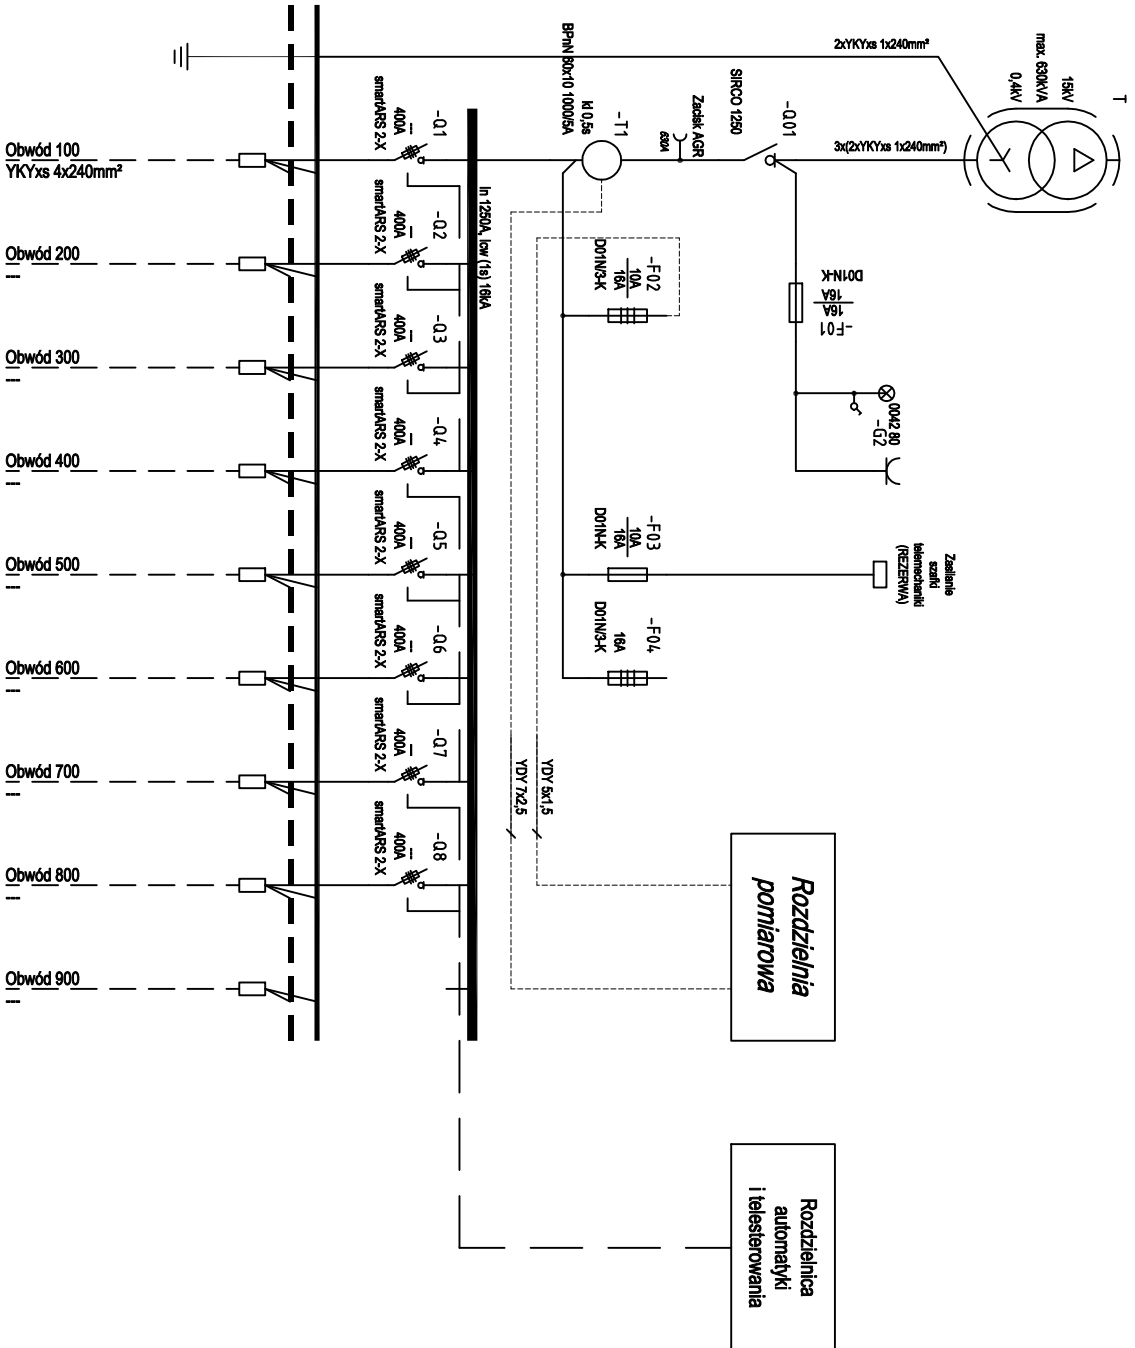 T
15kV
max. 630kVA
0,4kV
2xYKYxs 1x240mm²
3x(2xYKYxs 1x240mm²)
-Q01
SIRCO 1250
Zacisk AGR
630A
-T1
kl 0,5s
BPnN 60x10 1000/5A
In 1250A, Icw (1s) 16kA
-F01
16A
16A
D01N-K
-F02
10A
16A
D01N/3-K
0042 80
-G2
-F03
10A
16A
D01N-K
-F04
16A
D01N/3-K
Zasilanie
szafki
telemechaniki
(REZERWA)
YDY 5x1,5
YDY 7x2,5
Rozdzielnia
pomiarowa
Rozdzielnica
automatyki
i telesterowania
-Q1
---
400A
smartARS 2-X
-Q2
---
400A
smartARS 2-X
-Q3
---
400A
smartARS 2-X
-Q4
---
400A
smartARS 2-X
-Q5
---
400A
smartARS 2-X
-Q6
---
400A
smartARS 2-X
-Q7
---
400A
smartARS 2-X
-Q8
---
400A
smartARS 2-X
Obwód 100
YKYxs 4x240mm²
Obwód 200
---
Obwód 300
---
Obwód 400
---
Obwód 500
---
Obwód 600
---
Obwód 700
---
Obwód 800
---
Obwód 900
---